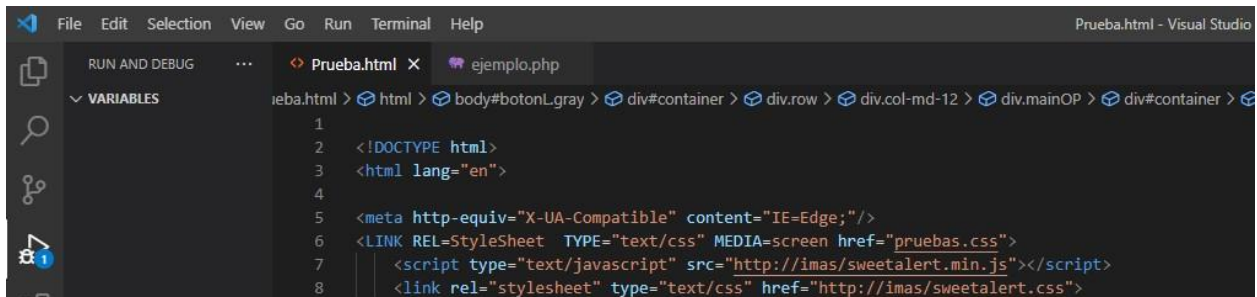 File Edit Selection View Go Run Terminal Help Prueba.html - Visual Studio
RUN AND DEBUG ... Prueba.html × ejemplo.php
VARIABLES
ueba.html > html > body#botonL.gray > div#container > div.row > div.col-md-12 > div.mainOP > div#container >
1
2 <!DOCTYPE html>
3 <html lang="en">
4
5 <meta http-equiv="X-UA-Compatible" content="IE=Edge;"/>
6 <LINK REL=StyleSheet TYPE="text/css" MEDIA=screen href="pruebas.css">
7 <script type="text/javascript" src="http://imas/sweetalert.min.js"></script>
8 <link rel="stylesheet" type="text/css" href="http://imas/sweetalert.css">
1